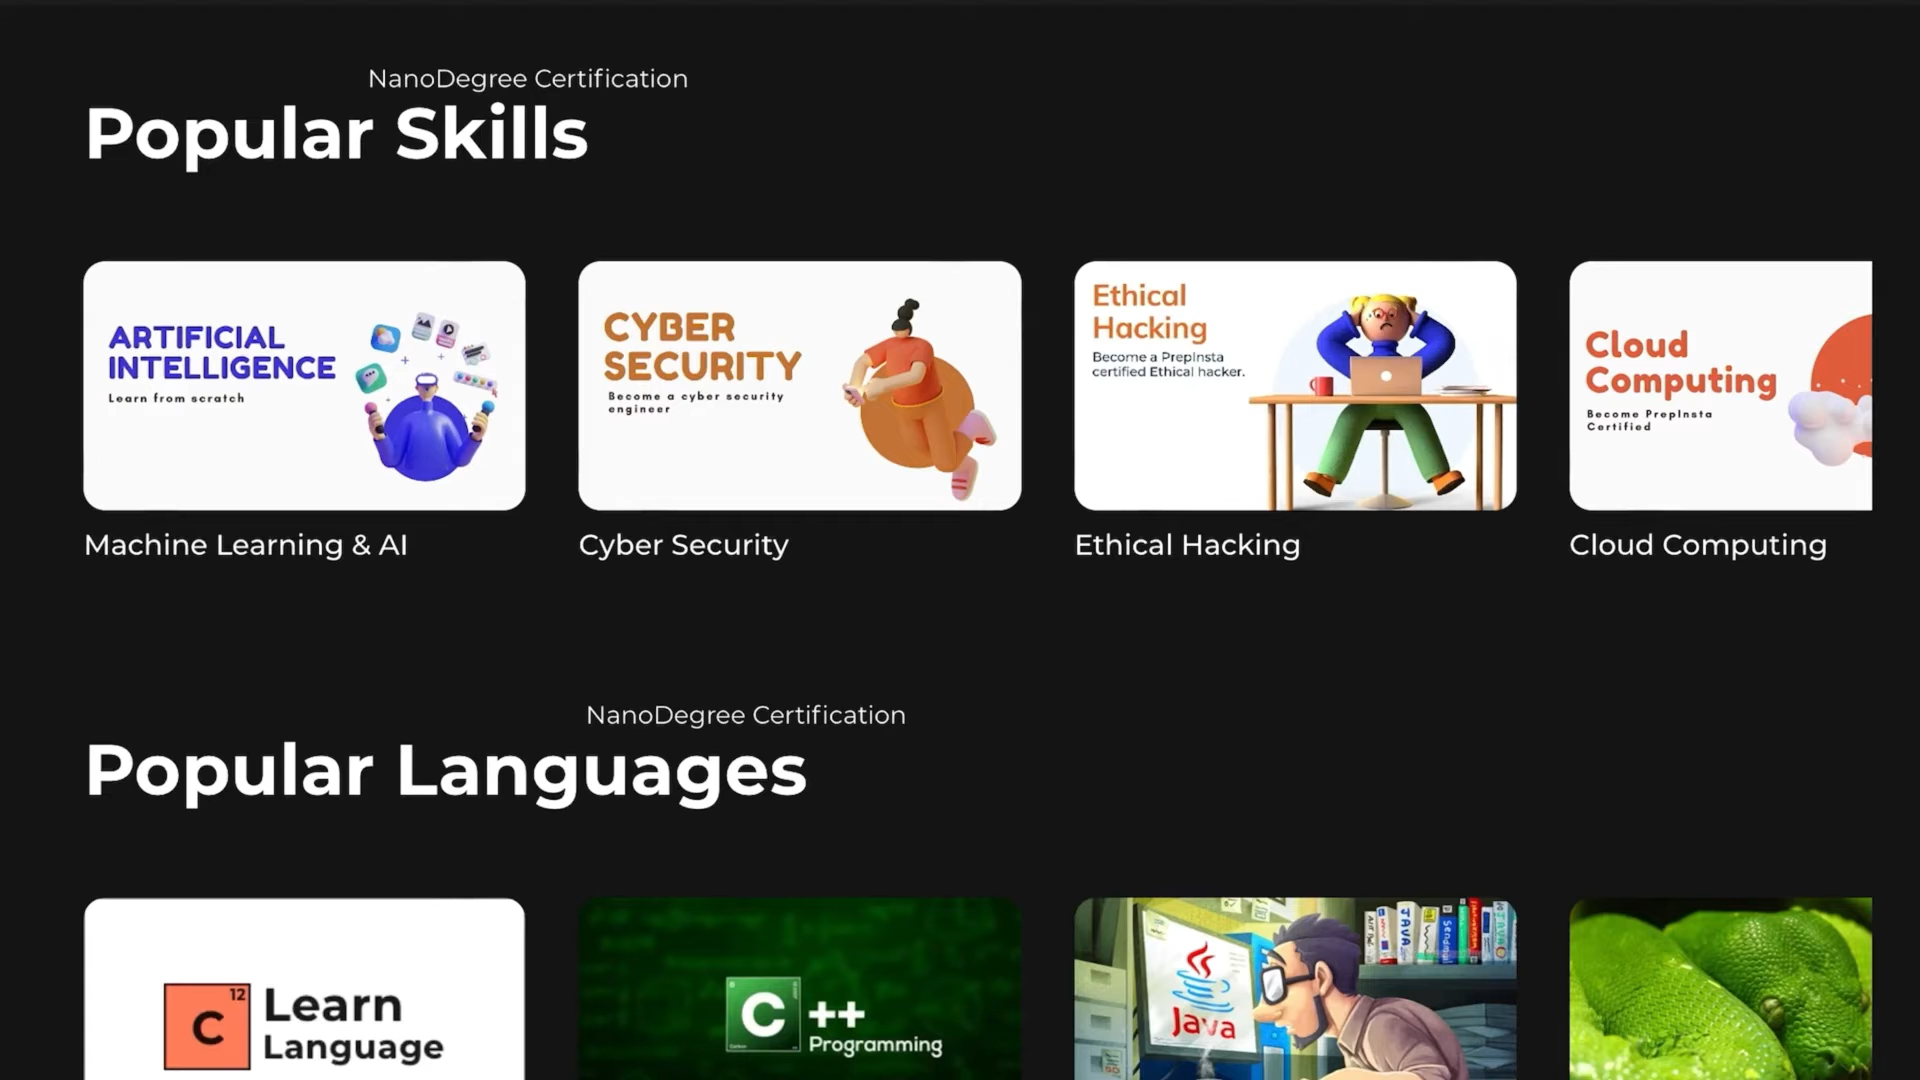 NanoDegree Certification
Popular Skills
ARTIFICIAL
INTELLIGENCE
Learn from scratch
CYBER
SECURITY
Become a cyber security
engineer
Ethical
Hacking
Become a PrepInsta
certified Ethical hacker.
Cloud
Computing
Become PrepInsta
Certified
Machine Learning & AI
Cyber Security
Ethical Hacking
Cloud Computing
NanoDegree Certification
Popular Languages
C 12
Learn
Language
C ++
Programming
Java
JAVA